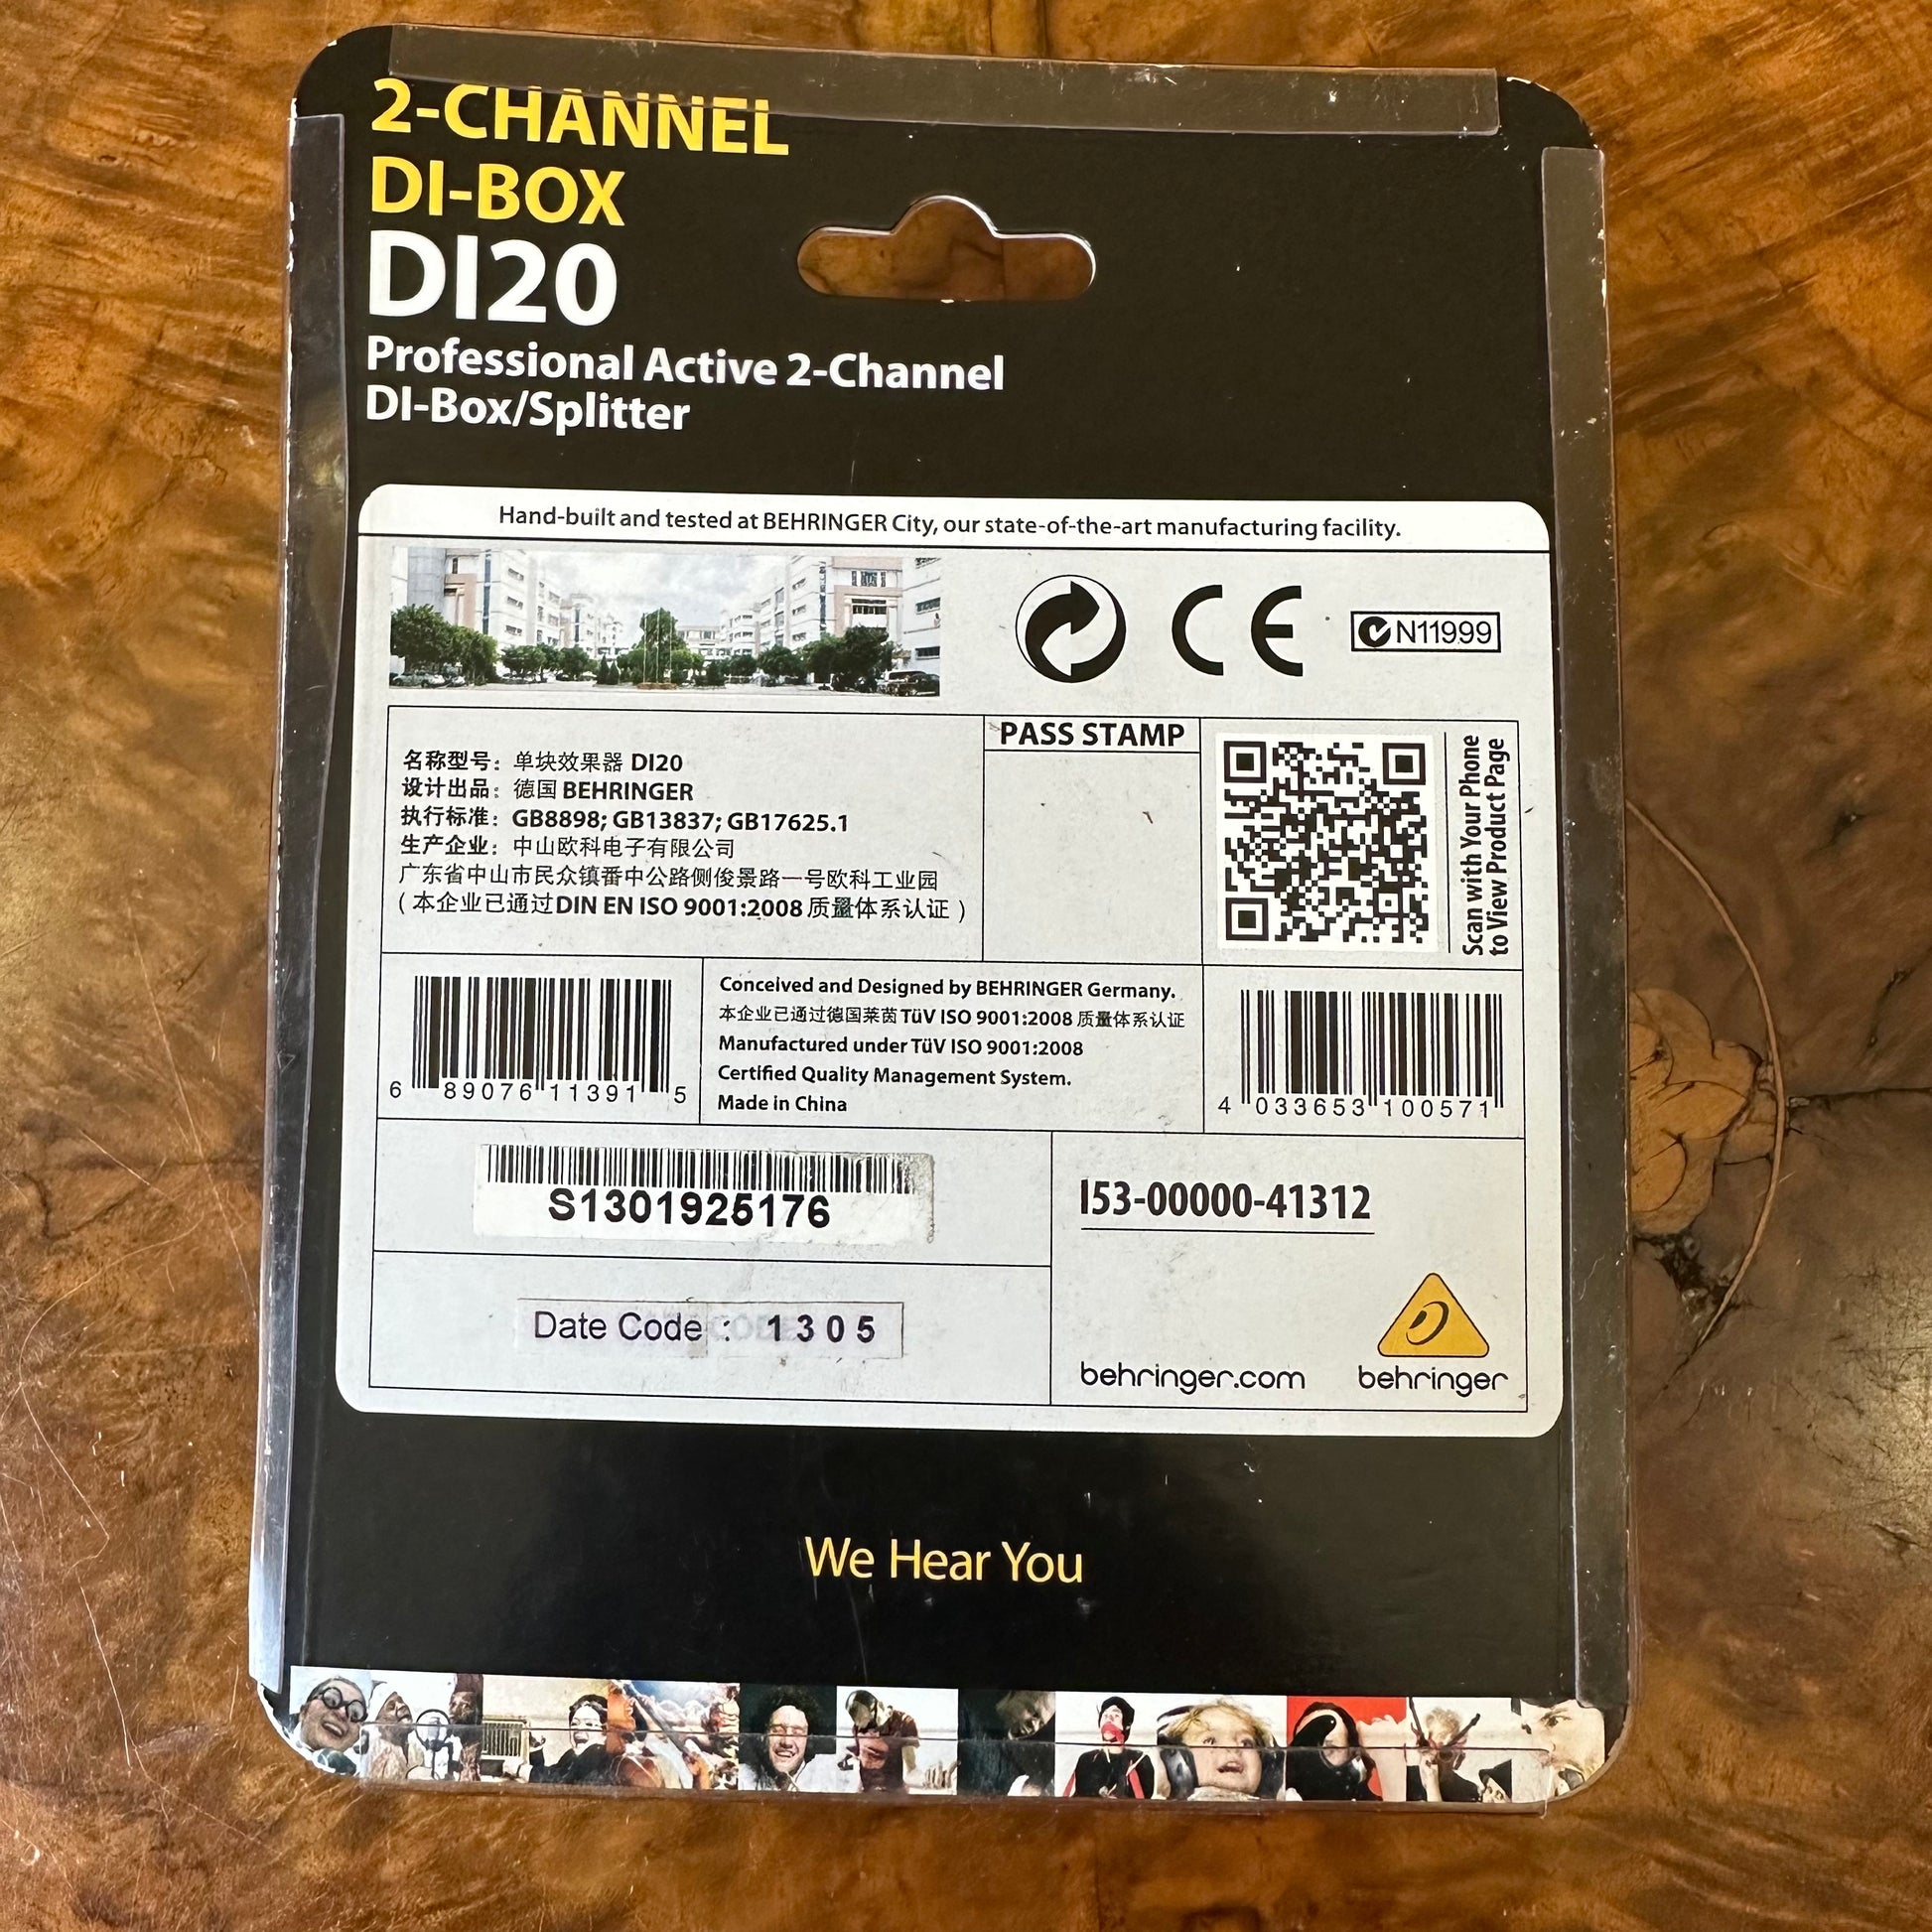 2-CHANNEL
DI-BOX
DI20
Professional Active 2-Channel
DI-Box/Splitter
Hand-built and tested at BEHRINGER City, our state-of-the-art manufacturing facility.
CE
N11999
名称型号：单块效果器 DI20
设计出品：德国 BEHRINGER
执行标准：GB8898; GB13837; GB17625.1
生产企业：中山欧科电子有限公司
广东省中山市民众镇番中公路侧俊景路一号欧科工业园
（本企业已通过DIN EN ISO 9001:2008 质量体系认证）
PASS STAMP
Scan with Your Phone
to View Product Page
6 89076 11391 5
Conceived and Designed by BEHRINGER Germany.
本企业已通过德国莱茵 TüV ISO 9001:2008 质量体系认证
Manufactured under TüV ISO 9001:2008
Certified Quality Management System.
Made in China
4 033653 100571
S1301925176
I53-00000-41312
Date Code : 1305
behringer.com
behringer
We Hear You